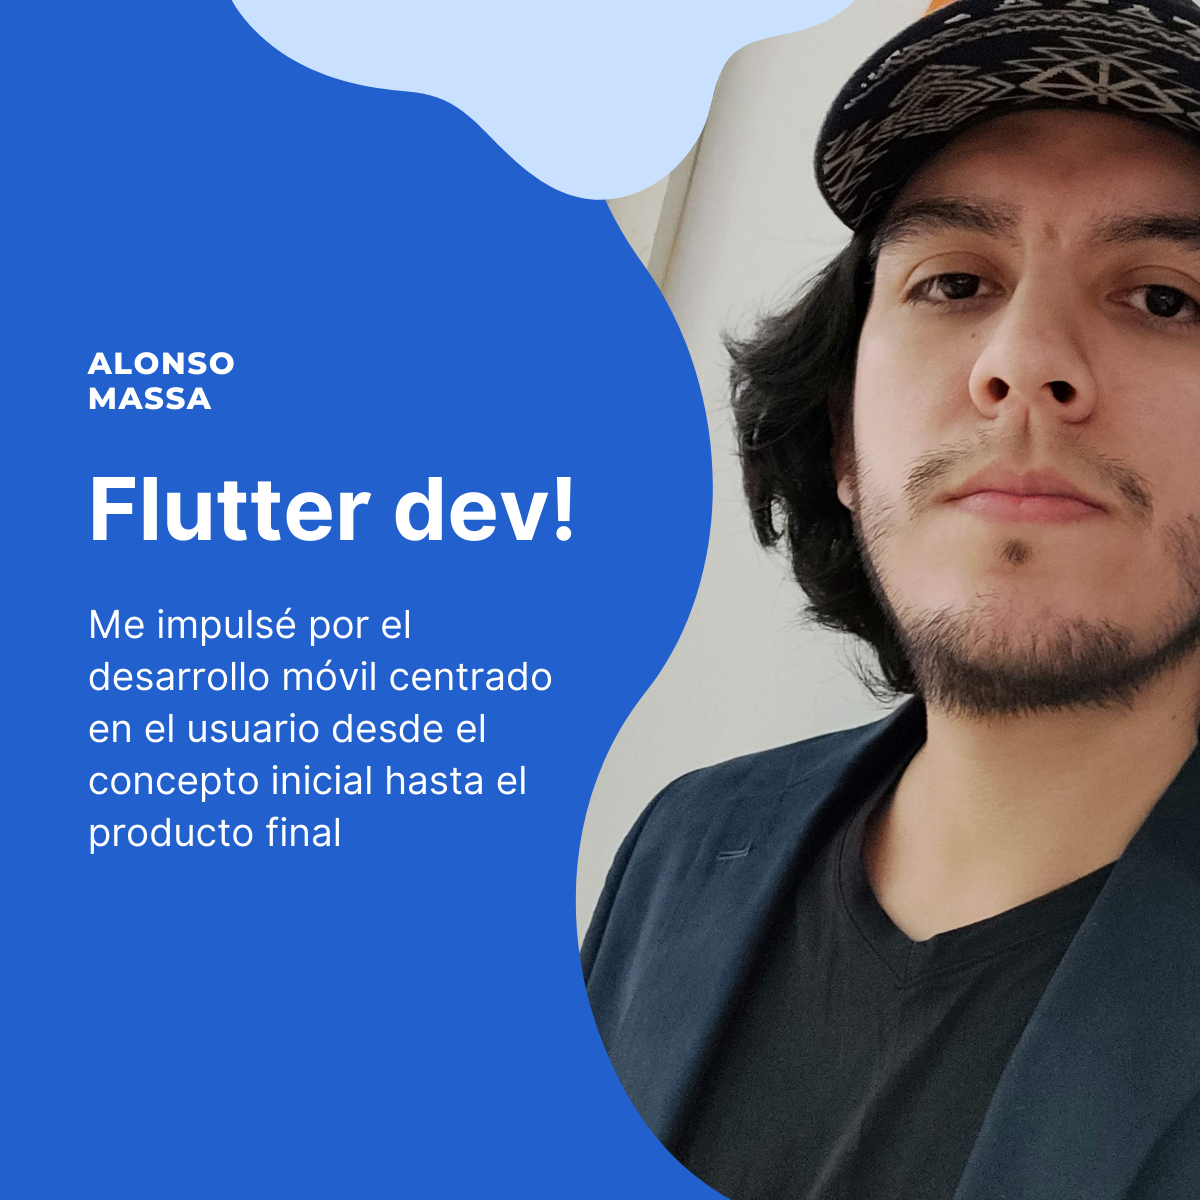 ALONSO
MASSA
Flutter dev!
Me impulsé por el
desarrollo móvil centrado
en el usuario desde el
concepto inicial hasta el
producto final